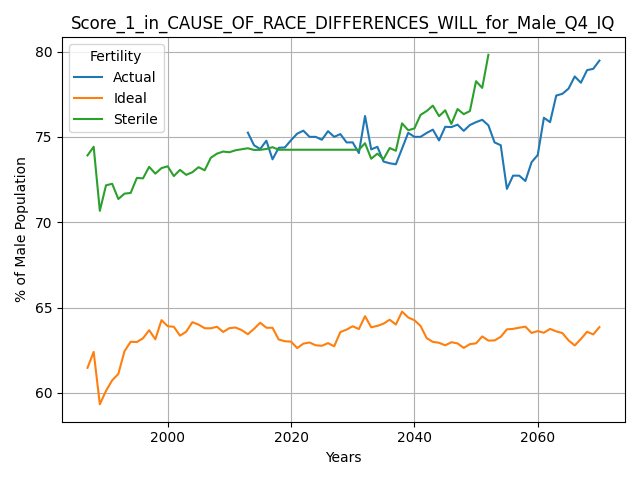 Score_1_in_CAUSE_OF_RACE_DIFFERENCES_WILL_for_Male_Q4_IQ
Fertility
Actual
Ideal
Sterile
80
75
70
65
60
% of Male Population
2000
2020
2040
2060
Years